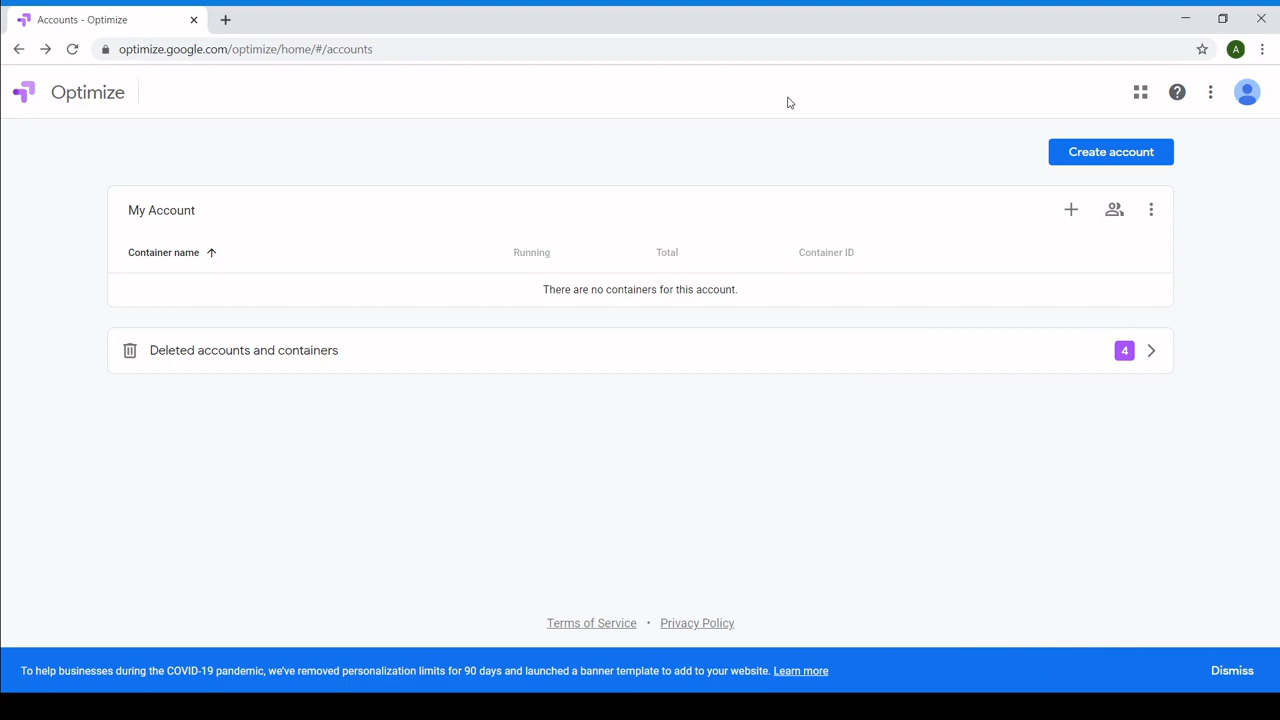 Accounts - Optimize
optimize.google.com/optimize/home/#/accounts
A
Optimize
Create account
My Account
Container name Running Total Container ID
There are no containers for this account.
Deleted accounts and containers 4
Terms of Service • Privacy Policy
To help businesses during the COVID-19 pandemic, we've removed personalization limits for 90 days and launched a banner template to add to your website. Learn more Dismiss